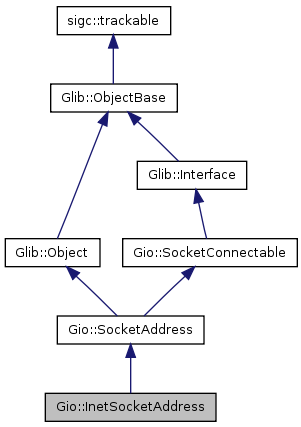 sigc::trackable
Glib::ObjectBase
Glib::Interface
Glib::Object
Gio::SocketConnectable
Gio::SocketAddress
Gio::InetSocketAddress